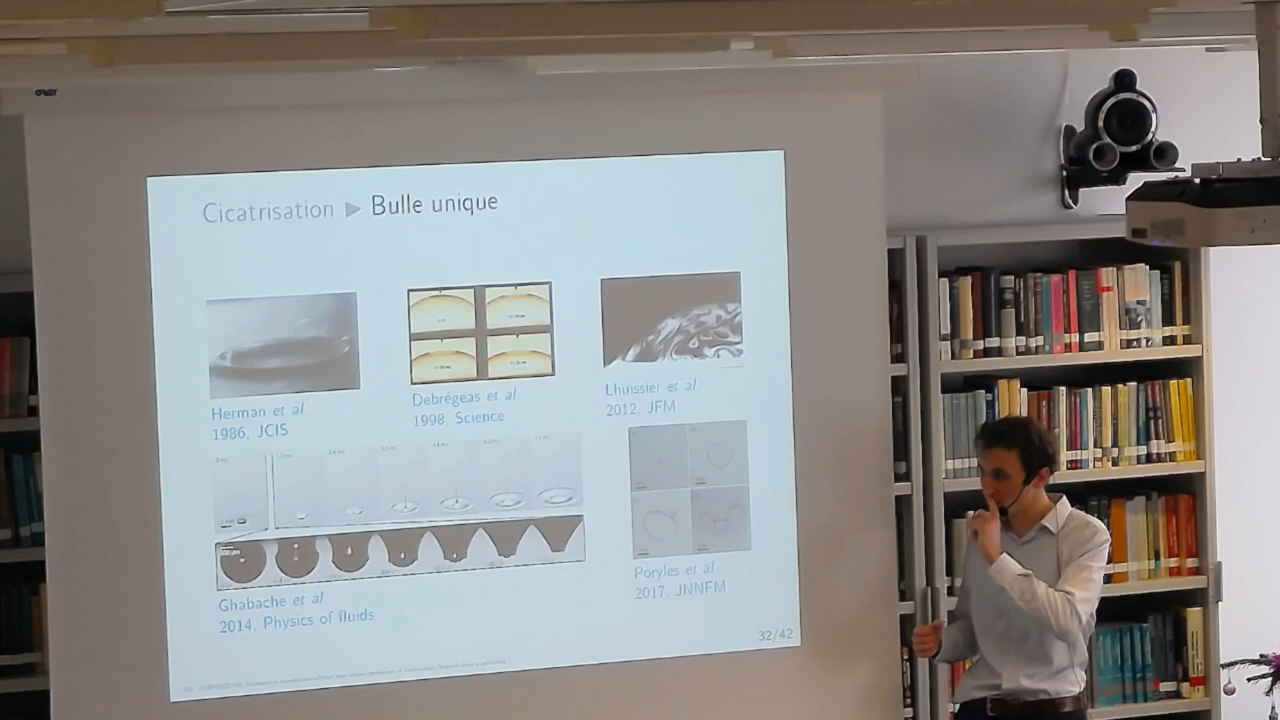 Cicatrisation ▶ Bulle unique
Herman et al
1986, JCIS
Debrégeas et al
1998, Science
Lhuissier et al
2012, JFM
Ghabache et al
2014, Physics of fluids
Poryles et al
2017, JNNFM
32/42